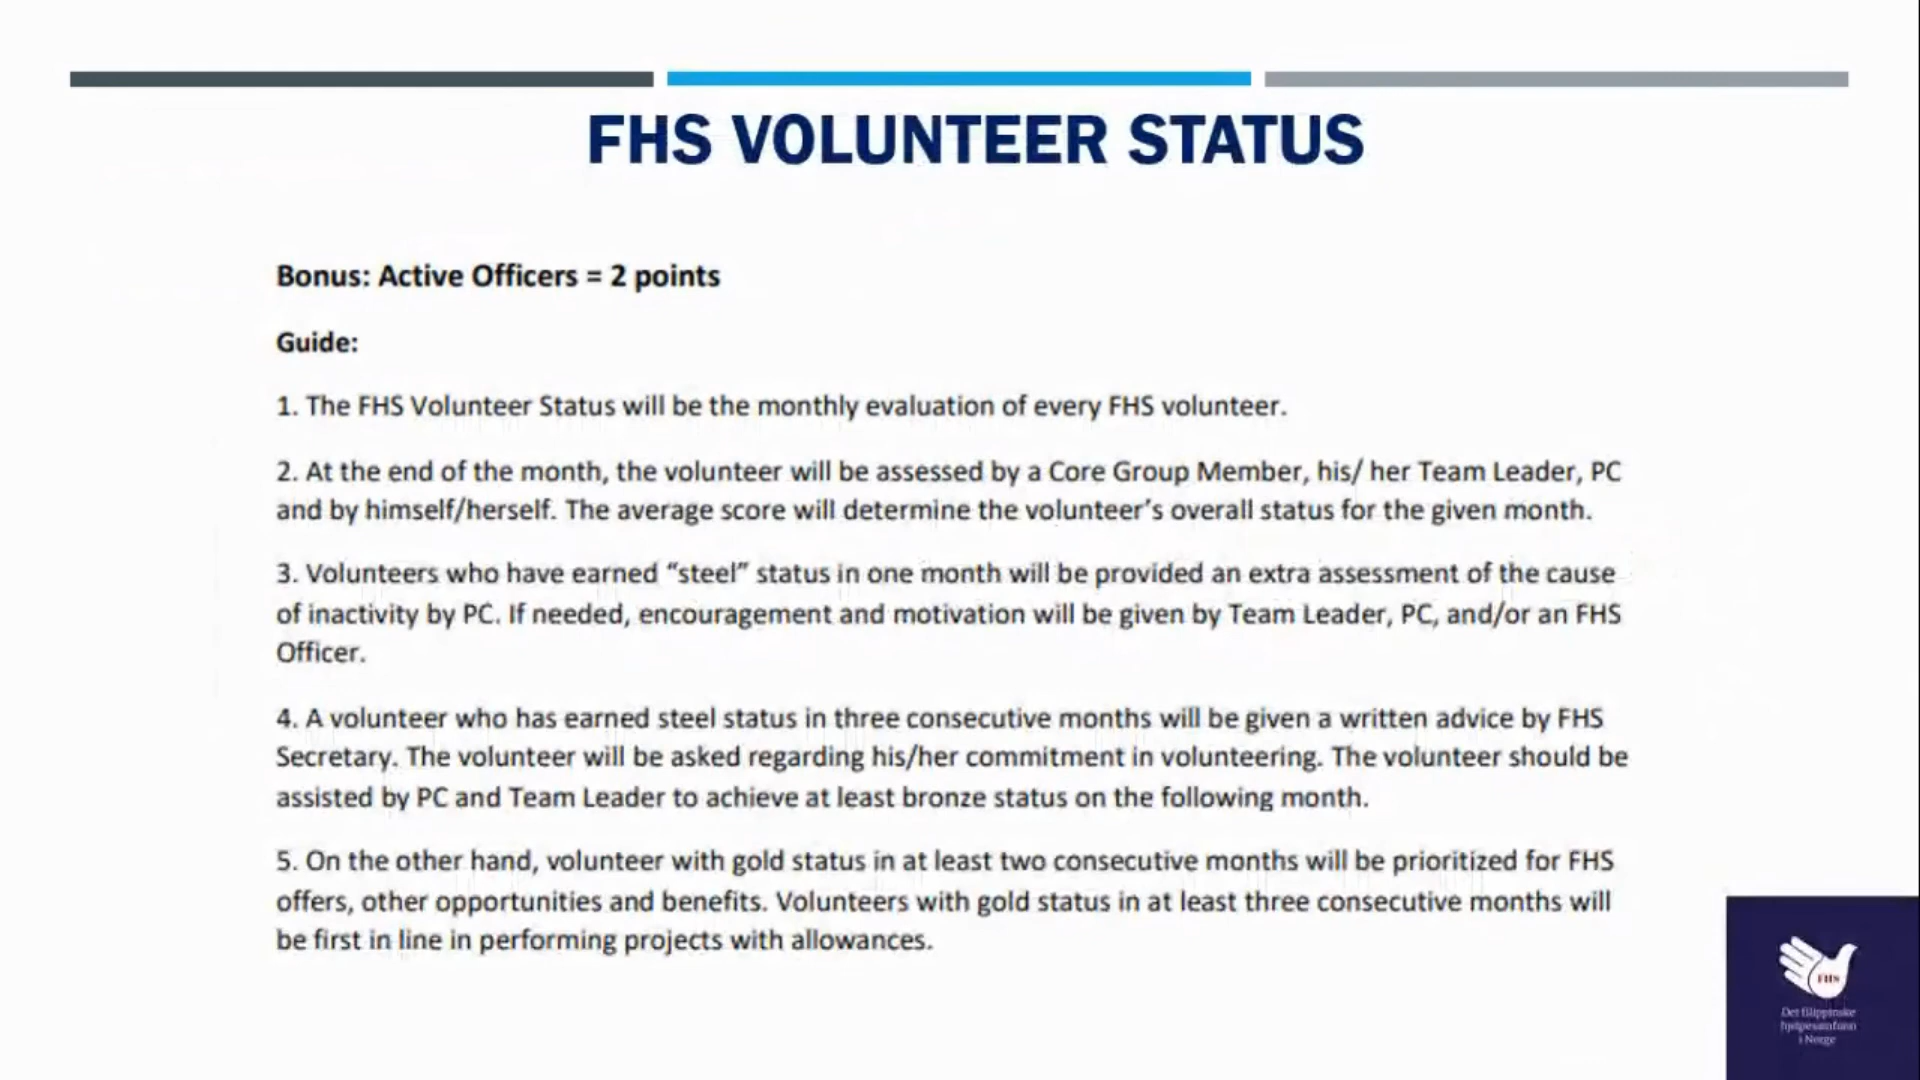 FHS VOLUNTEER STATUS
Bonus: Active Officers = 2 points
Guide:
1. The FHS Volunteer Status will be the monthly evaluation of every FHS volunteer.
2. At the end of the month, the volunteer will be assessed by a Core Group Member, his/ her Team Leader, PC
and by himself/herself. The average score will determine the volunteer’s overall status for the given month.
3. Volunteers who have earned “steel” status in one month will be provided an extra assessment of the cause
of inactivity by PC. If needed, encouragement and motivation will be given by Team Leader, PC, and/or an FHS
Officer.
4. A volunteer who has earned steel status in three consecutive months will be given a written advice by FHS
Secretary. The volunteer will be asked regarding his/her commitment in volunteering. The volunteer should be
assisted by PC and Team Leader to achieve at least bronze status on the following month.
5. On the other hand, volunteer with gold status in at least two consecutive months will be prioritized for FHS
offers, other opportunities and benefits. Volunteers with gold status in at least three consecutive months will
be first in line in performing projects with allowances.
FHS
Det filippinske
hjelpesamfunn
i Norge